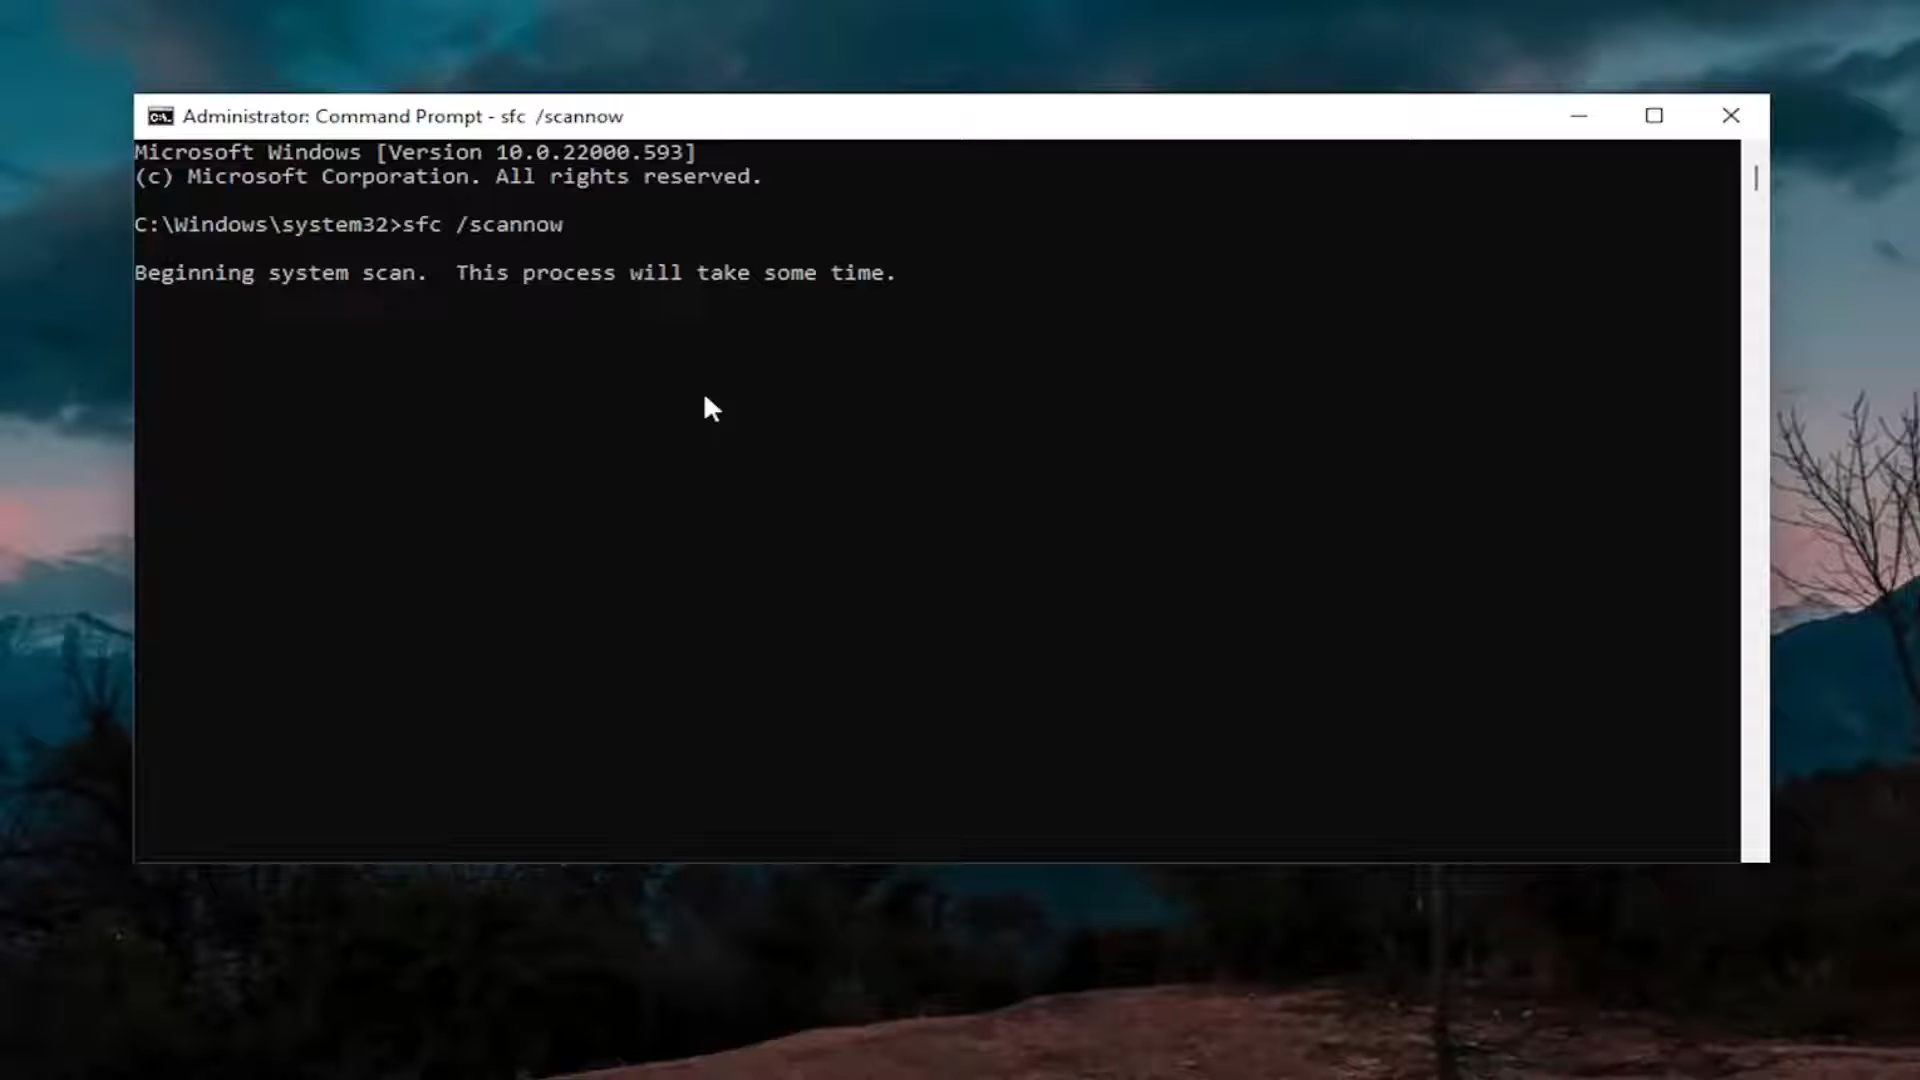 Administrator: Command Prompt - sfc  /scannow
Microsoft Windows [Version 10.0.22000.593]
(c) Microsoft Corporation. All rights reserved.
C:\Windows\system32>sfc /scannow
Beginning system scan.  This process will take some time.